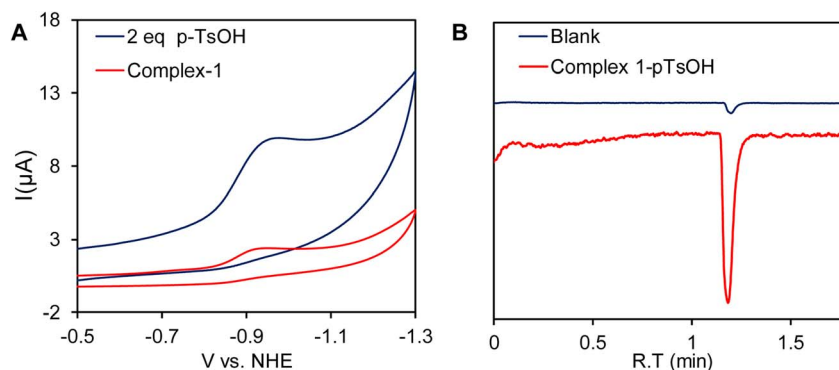 A
2 eq p-TsOH
Complex-1
I(µA)
18
13
8
3
-2
-0.5
-0.7
-0.9
-1.1
-1.3
V vs. NHE
B
Blank
Complex 1-pTsOH
0
0.5
1
1.5
R.T (min)